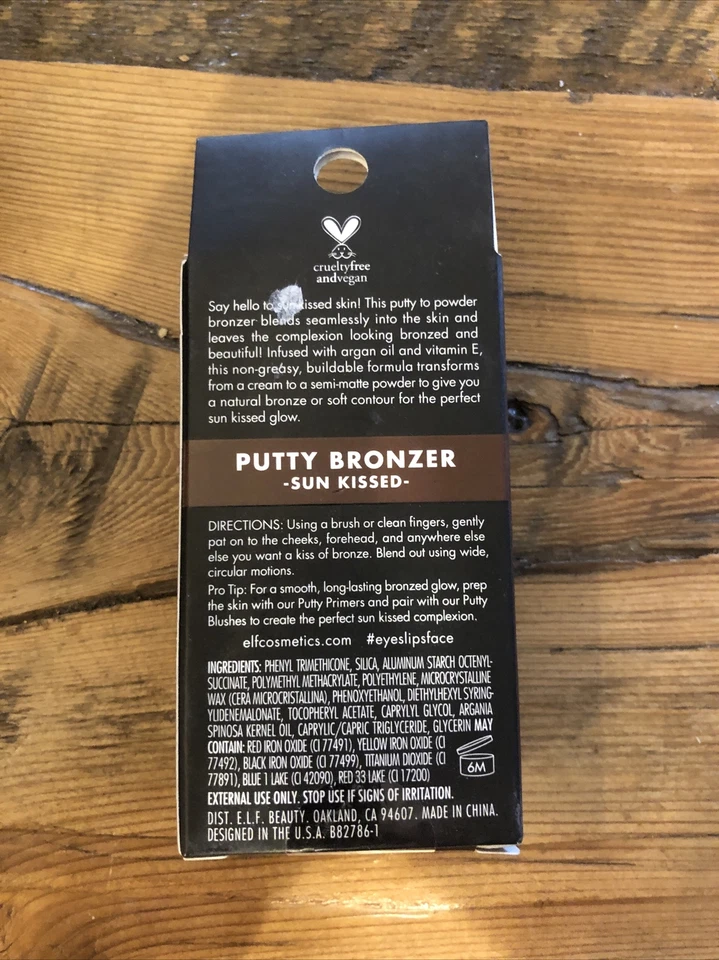 crueltyfree
andvegan
Say hello to kissed skin! This putty to powder
bronzer blends seamlessly into the skin and
leaves the complexion looking bronzed and
beautiful! Infused with argan oil and vitamin E,
this non-greasy, buildable formula transforms
from a cream to a semi-matte powder to give you
a natural bronze or soft contour for the perfect
sun kissed glow.
PUTTY BRONZER
-SUN KISSED-
DIRECTIONS: Using a brush or clean fingers, gently
pat on to the cheeks, forehead, and anywhere else
else you want a kiss of bronze. Blend out using wide,
circular motions.
Pro Tip: For a smooth, long-lasting bronzed glow, prep
the skin with our Putty Primers and pair with our Putty
Blushes to create the perfect sun kissed complexion.
elfcosmetics.com #eyeslipsface
INGREDIENTS: PHENYL TRIMETHICONE, SILICA, ALUMINUM STARCH OCTENYL-
SUCCINATE, POLYMETHYL METHACRYLATE, POLYETHYLENE, MICROCRYSTALLINE
WAX (CERA MICROCRISTALLINA), PHENOXYETHANOL, DIETHYLHEXYL SYRING-
YLIDENEMALONATE, TOCOPHERYL ACETATE, CAPRYLYL GLYCOL, ARGANIA
SPINOSA KERNEL OIL, CAPRYLIC/CAPRIC TRIGLYCERIDE, GLYCERIN MAY
CONTAIN: RED IRON OXIDE (CI 77491), YELLOW IRON OXIDE (CI
77492), BLACK IRON OXIDE (CI 77499), TITANIUM DIOXIDE (CI
77891), BLUE 1 LAKE (CI 42090), RED 33 LAKE (CI 17200)
6M
EXTERNAL USE ONLY. STOP USE IF SIGNS OF IRRITATION.
DIST. E.L.F. BEAUTY. OAKLAND, CA 94607. MADE IN CHINA.
DESIGNED IN THE U.S.A. B82786-1